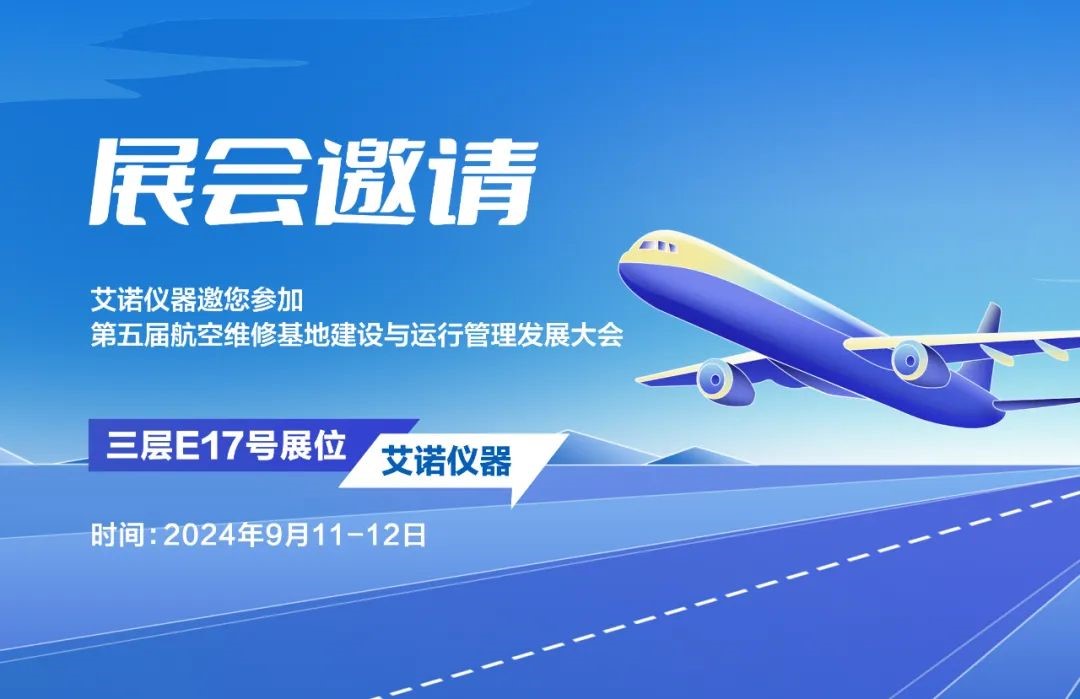 展会邀请
艾诺仪器邀您参加
第五届航空维修基地建设与运行管理发展大会
三层E17号展位
艾诺仪器
时间：2024年9月11-12日